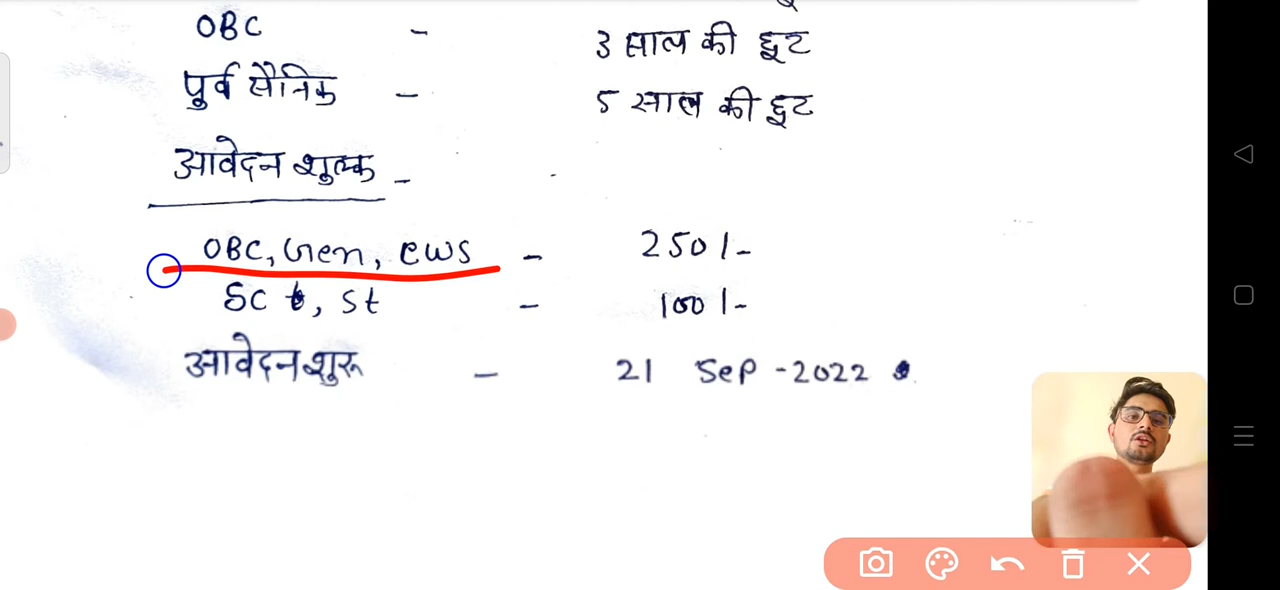 OBC - 3 साल की छूट
पुर्व सैनिक - 5 साल की छूट
आवेदन शुल्क -
OBC, Gen, EWS - 250/-
SC, St - 100/-
आवेदन शुरू - 21 Sep - 2022